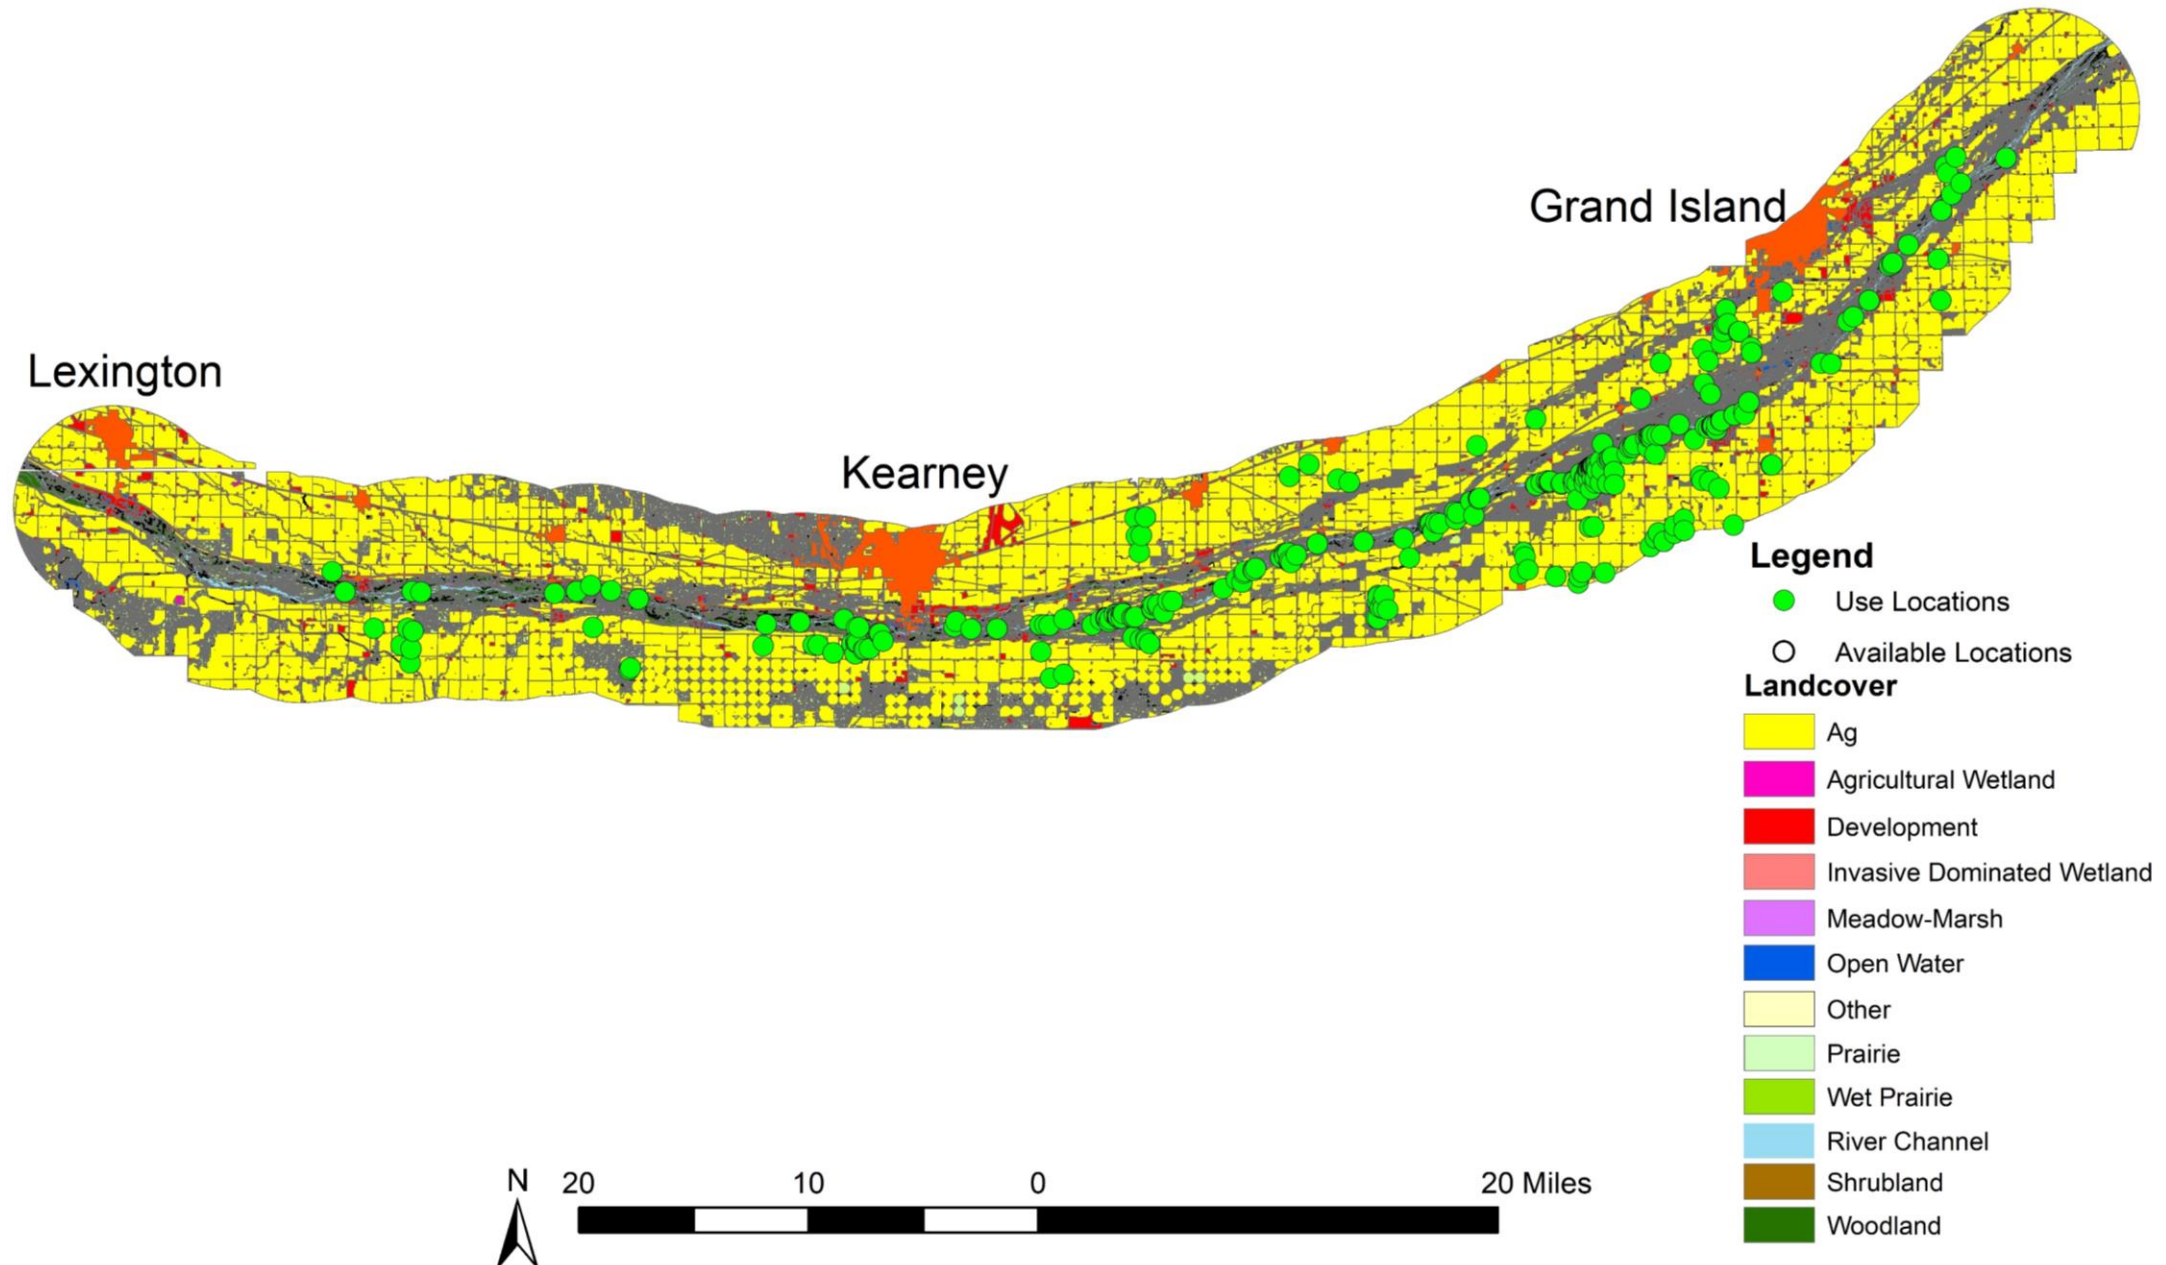 Grand Island
Lexington
Kearney
Legend
Use Locations
Available Locations
Landcover
Ag
Agricultural Wetland
Development
Invasive Dominated Wetland
Meadow-Marsh
Open Water
Other
Prairie
Wet Prairie
River Channel
Shrubland
Woodland
N
20 10 0 20 Miles